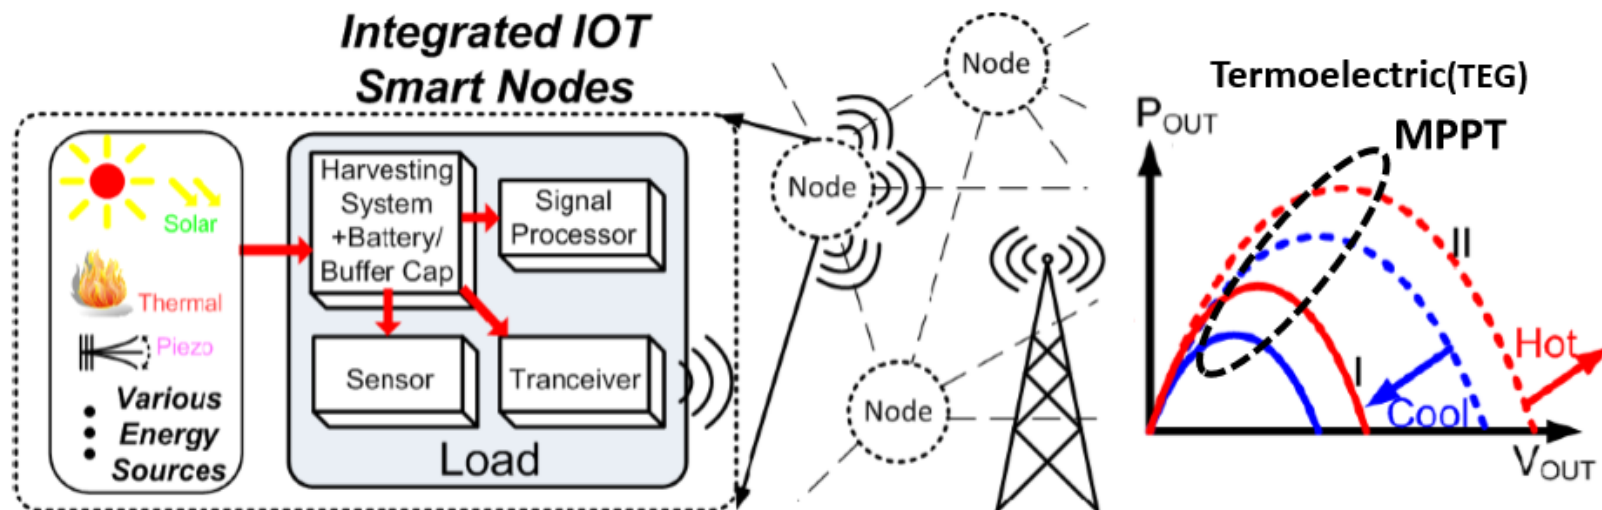 Integrated IOT
Smart Nodes
Solar
Thermal
Piezo
Various
Energy
Sources
Harvesting
System
+Battery/
Buffer Cap
Signal
Processor
Sensor
Tranceiver
Load
Node
Node
Node
Termoelectric(TEG)
POUT
MPPT
II
I
Hot
Cool
VOUT